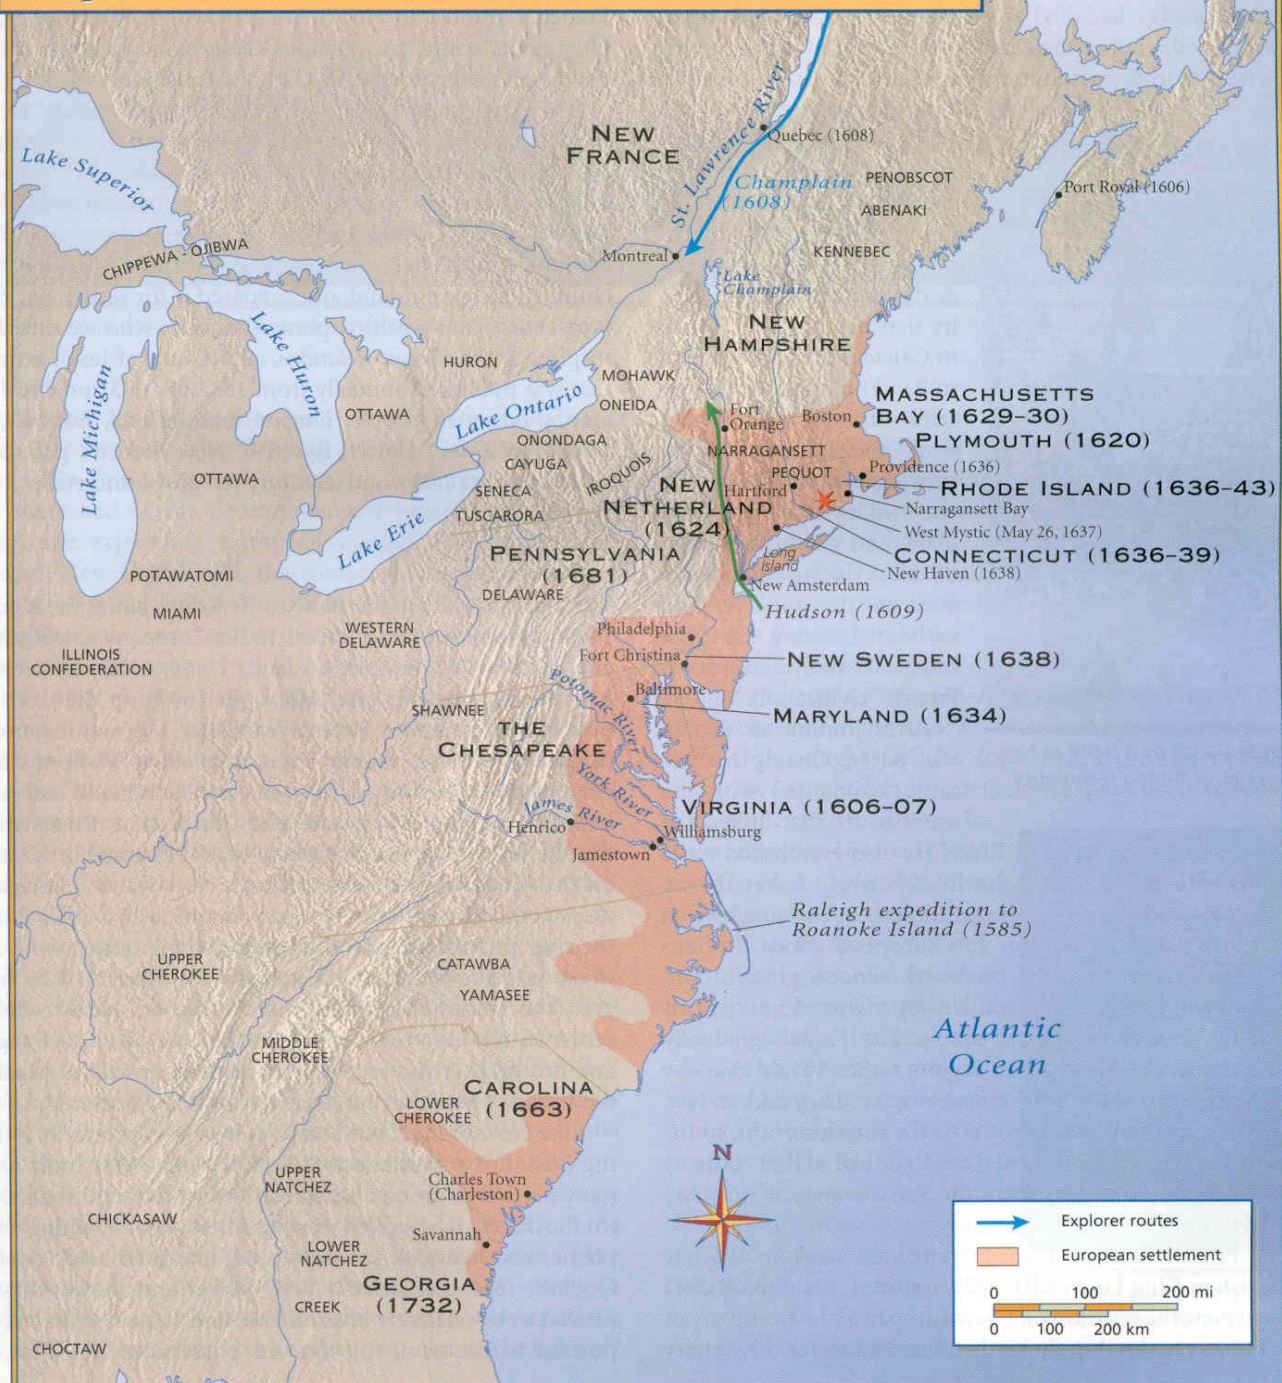 NEW
FRANCE
St. Lawrence River
Quebec (1608)
Champlain
(1608)
PENOBSCOT
ABENAKI
Port Royal (1606)
KENNEBEC
Lake Superior
CHIPPEWA - OJIBWA
Montreal
Lake
Champlain
NEW
HAMPSHIRE
Lake Huron
Lake Michigan
HURON
MOHAWK
OTTAWA
Lake Ontario
ONEIDA
Fort
Orange
Boston
MASSACHUSETTS
BAY (1629–30)
PLYMOUTH (1620)
ONONDAGA
NARRAGANSETT
CAYUGA
IROQUOIS
PEQUOT
Providence (1636)
OTTAWA
SENECA
NEW
NETHERLAND
(1624)
Hartford
RHODE ISLAND (1636–43)
Narragansett Bay
TUSCARORA
Lake Erie
West Mystic (May 26, 1637)
PENNSYLVANIA
(1681)
Long
Island
CONNECTICUT (1636–39)
New Haven (1638)
POTAWATOMI
DELAWARE
New Amsterdam
MIAMI
Hudson (1609)
WESTERN
DELAWARE
Philadelphia
ILLINOIS
CONFEDERATION
Fort Christina
NEW SWEDEN (1638)
Potomac River
Baltimore
SHAWNEE
MARYLAND (1634)
THE
CHESAPEAKE
York River
James River
VIRGINIA (1606–07)
Henrico
Williamsburg
Jamestown
Raleigh expedition to
Roanoke Island (1585)
UPPER
CHEROKEE
CATAWBA
YAMASEE
Atlantic
Ocean
MIDDLE
CHEROKEE
CAROLINA
(1663)
LOWER
CHEROKEE
N
UPPER
NATCHEZ
Charles Town
(Charleston)
CHICKASAW
Savannah
LOWER
NATCHEZ
GEORGIA
(1732)
CREEK
CHOCTAW
Explorer routes
European settlement
0 100 200 mi
0 100 200 km